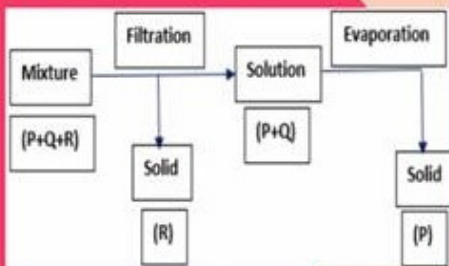 Filtration
Evaporation
Mixture
Solution
(P+Q+R)
(P+Q)
Solid
Solid
(R)
(P)